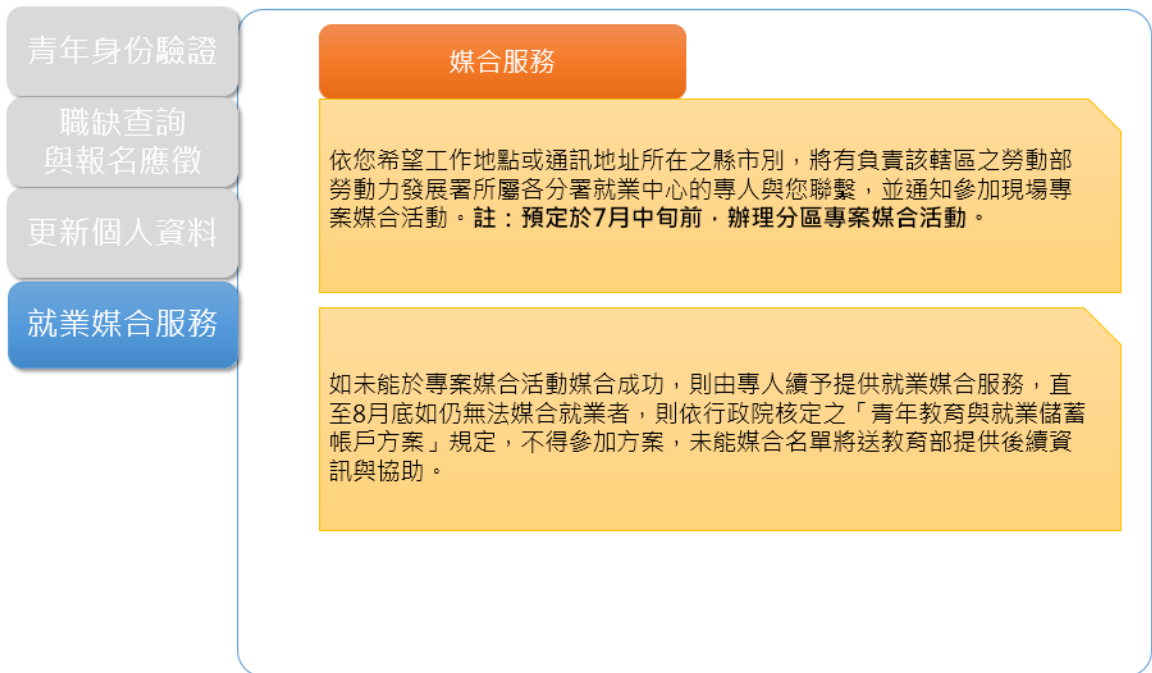 青年身份驗證
職缺查詢
與報名應徵
更新個人資料
就業媒合服務
媒合服務
依您希望工作地點或通訊地址所在之縣市別，將有負責該轄區之勞動部
勞動力發展署所屬各分署就業中心的專人與您聯繫，並通知參加現場專
案媒合活動。註：預定於7月中旬前，辦理分區專案媒合活動。
如未能於專案媒合活動媒合成功，則由專人續予提供就業媒合服務，直
至8月底如仍無法媒合就業者，則依行政院核定之「青年教育與就業儲蓄
帳戶方案」規定，不得參加方案，未能媒合名單將送教育部提供後續資
訊與協助。